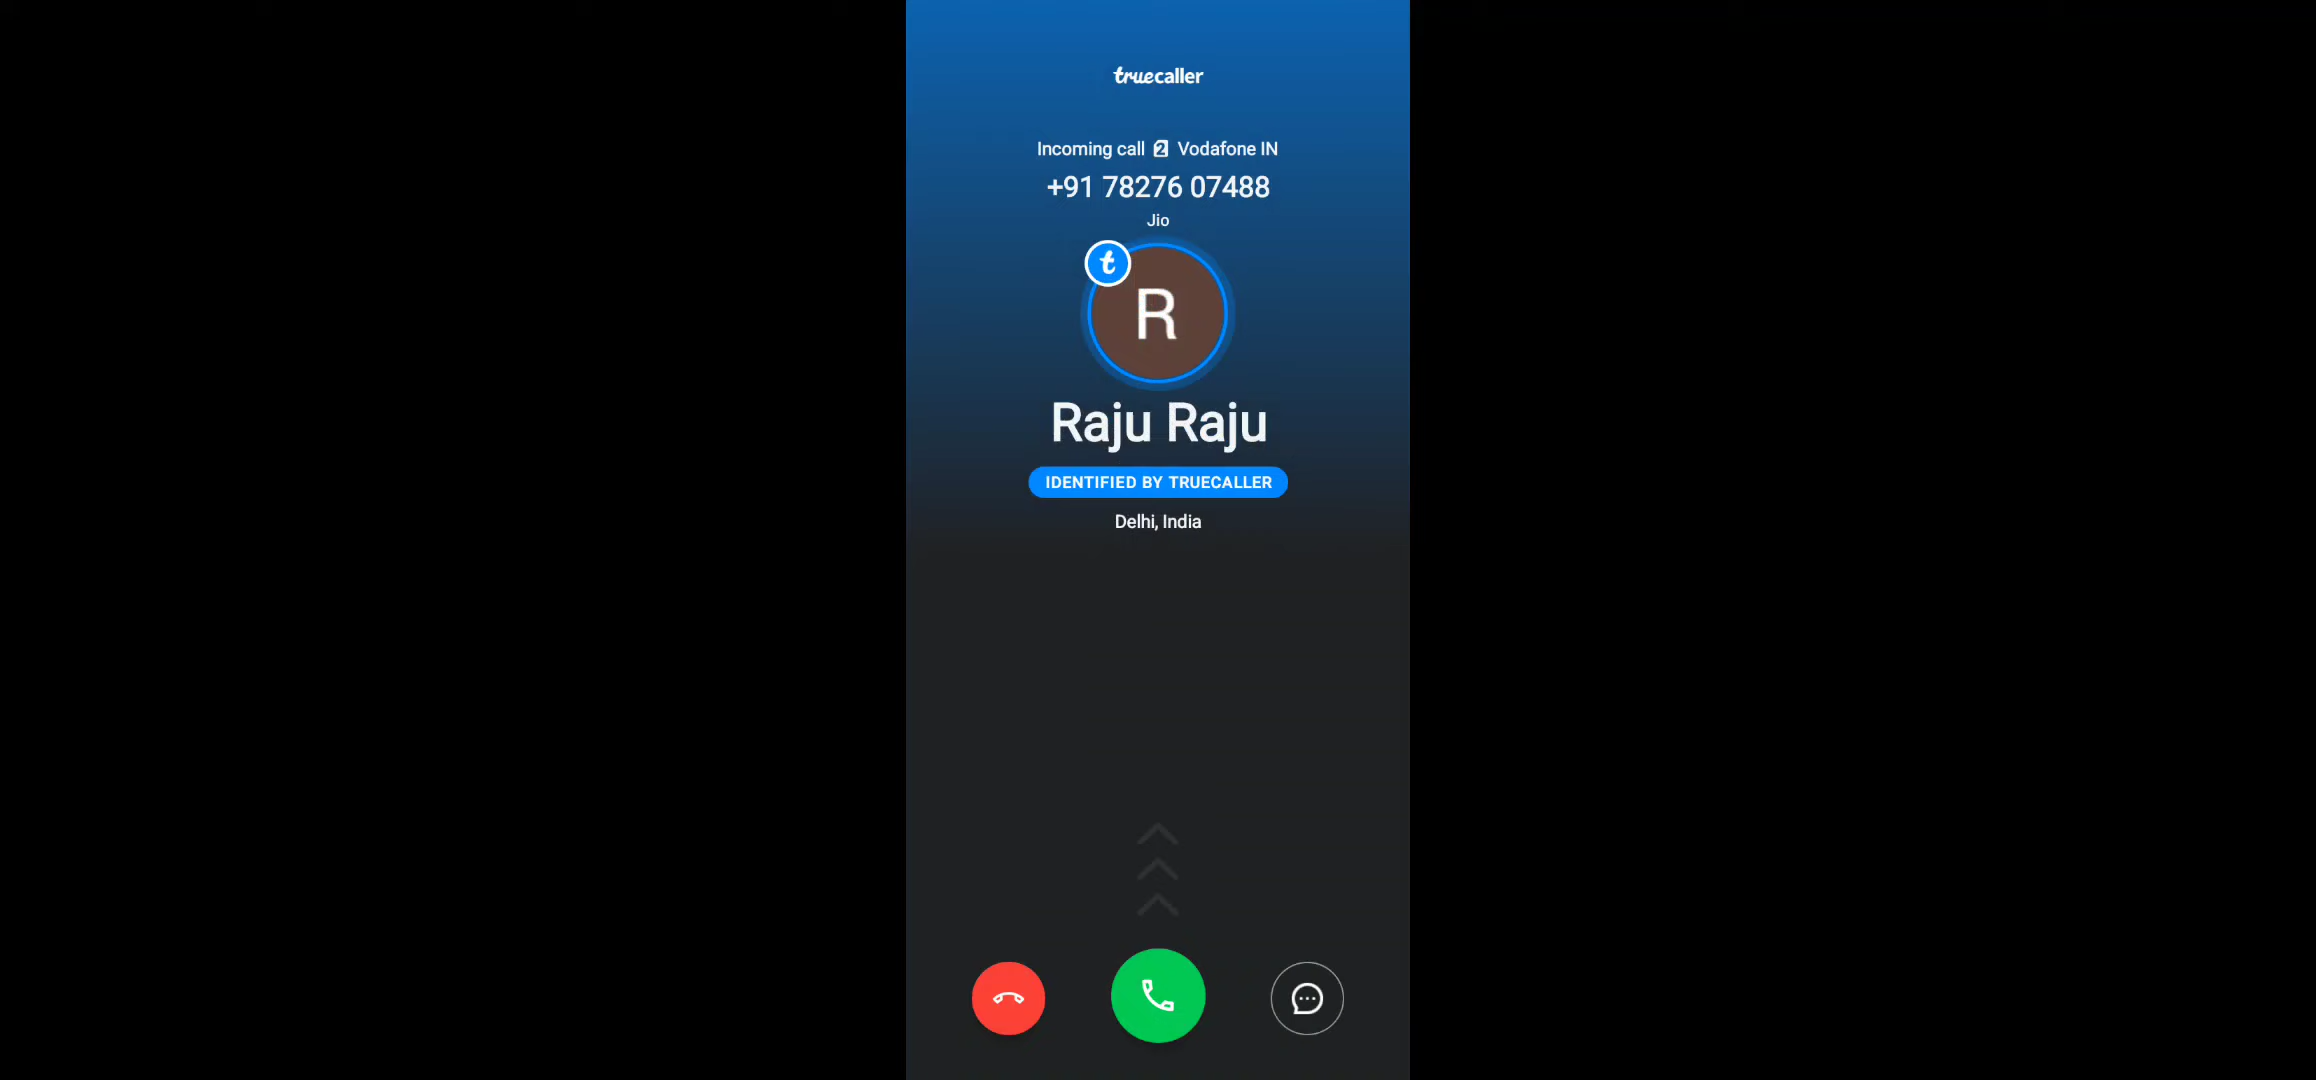 truecaller
Incoming call 2 Vodafone IN
+91 78276 07488
Jio
t
R
Raju Raju
IDENTIFIED BY TRUECALLER
Delhi, India